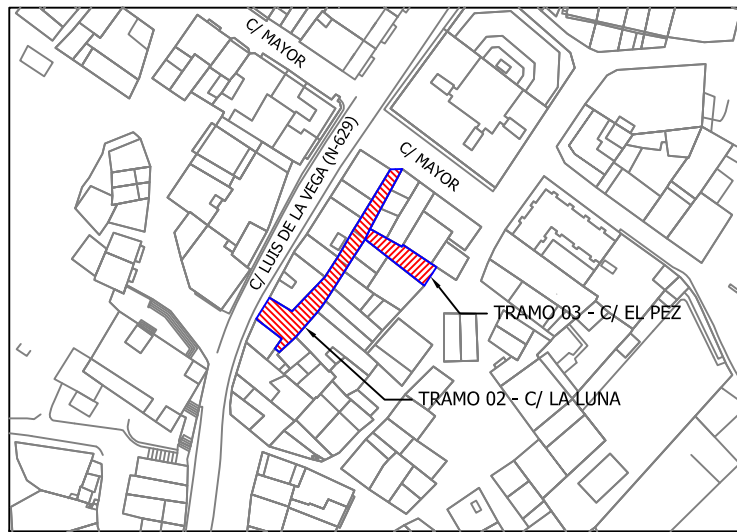 C/ MAYOR
C/ LUIS DE LA VEGA (N-629)
C/ MAYOR
TRAMO 03 - C/ EL PEZ
TRAMO 02 - C/ LA LUNA